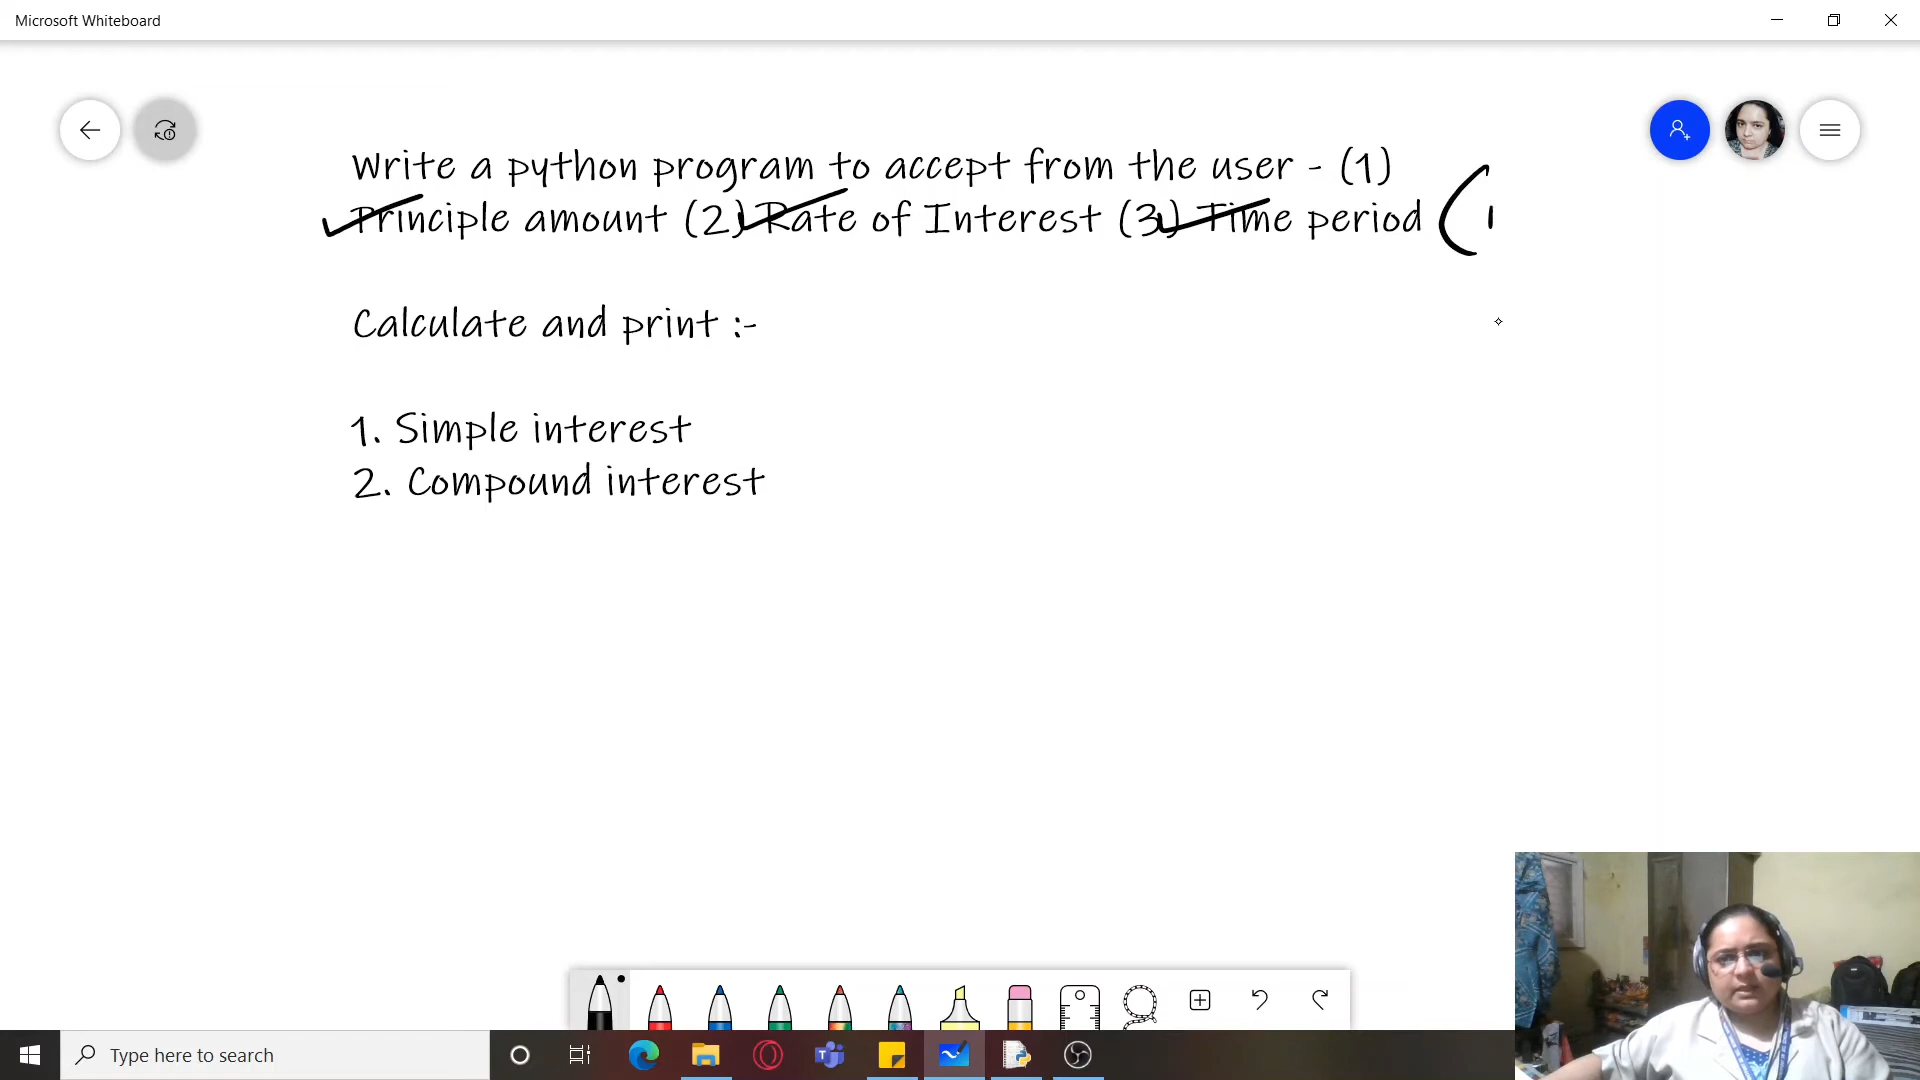 Microsoft Whiteboard
Write a python program to accept from the user - (1)
Principle amount (2) Rate of Interest (3) Time period (1
Calculate and print :-
1. Simple interest
2. Compound interest
Type here to search